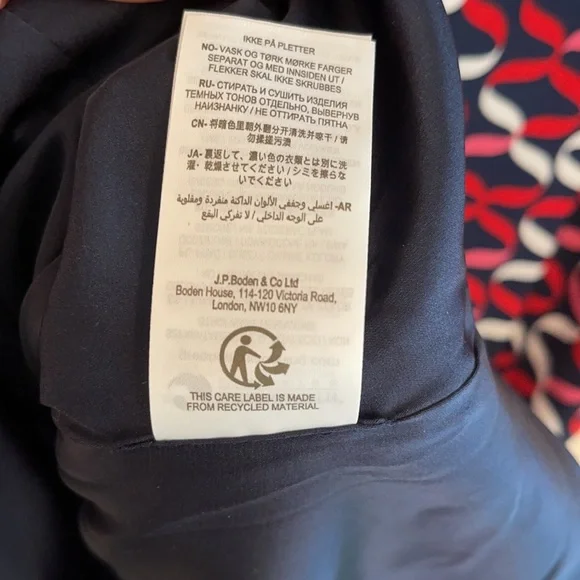 IKKE PÅ PLETTER
NO- VASK OG TØRK MØRKE FARGER
SEPARAT OG MED INNSIDEN UT /
FLEKKER SKAL IKKE SKRUBBES
RU- СТИРАТЬ И СУШИТЬ ИЗДЕЛИЯ
ТЕМНЫХ ТОНОВ ОТДЕЛЬНО, ВЫВЕРНУВ
НАИЗНАНКУ / НЕ ОТТИРАТЬ ПЯТНА
CN- 将暗色里朝外翻分开清洗并晾干 / 请
勿揉搓污渍
JA- 裏返して、濃い色の衣類とは別に洗
濯・乾燥させてください / シミを擦らな
いでください
AR- اغسلي وجففي الألوان الداكنة منفردة ومقلوبة
على الوجه الداخلي / لا تفركي البقع
J.P.Boden & Co Ltd
Boden House, 114-120 Victoria Road,
London, NW10 6NY
THIS CARE LABEL IS MADE
FROM RECYCLED MATERIAL